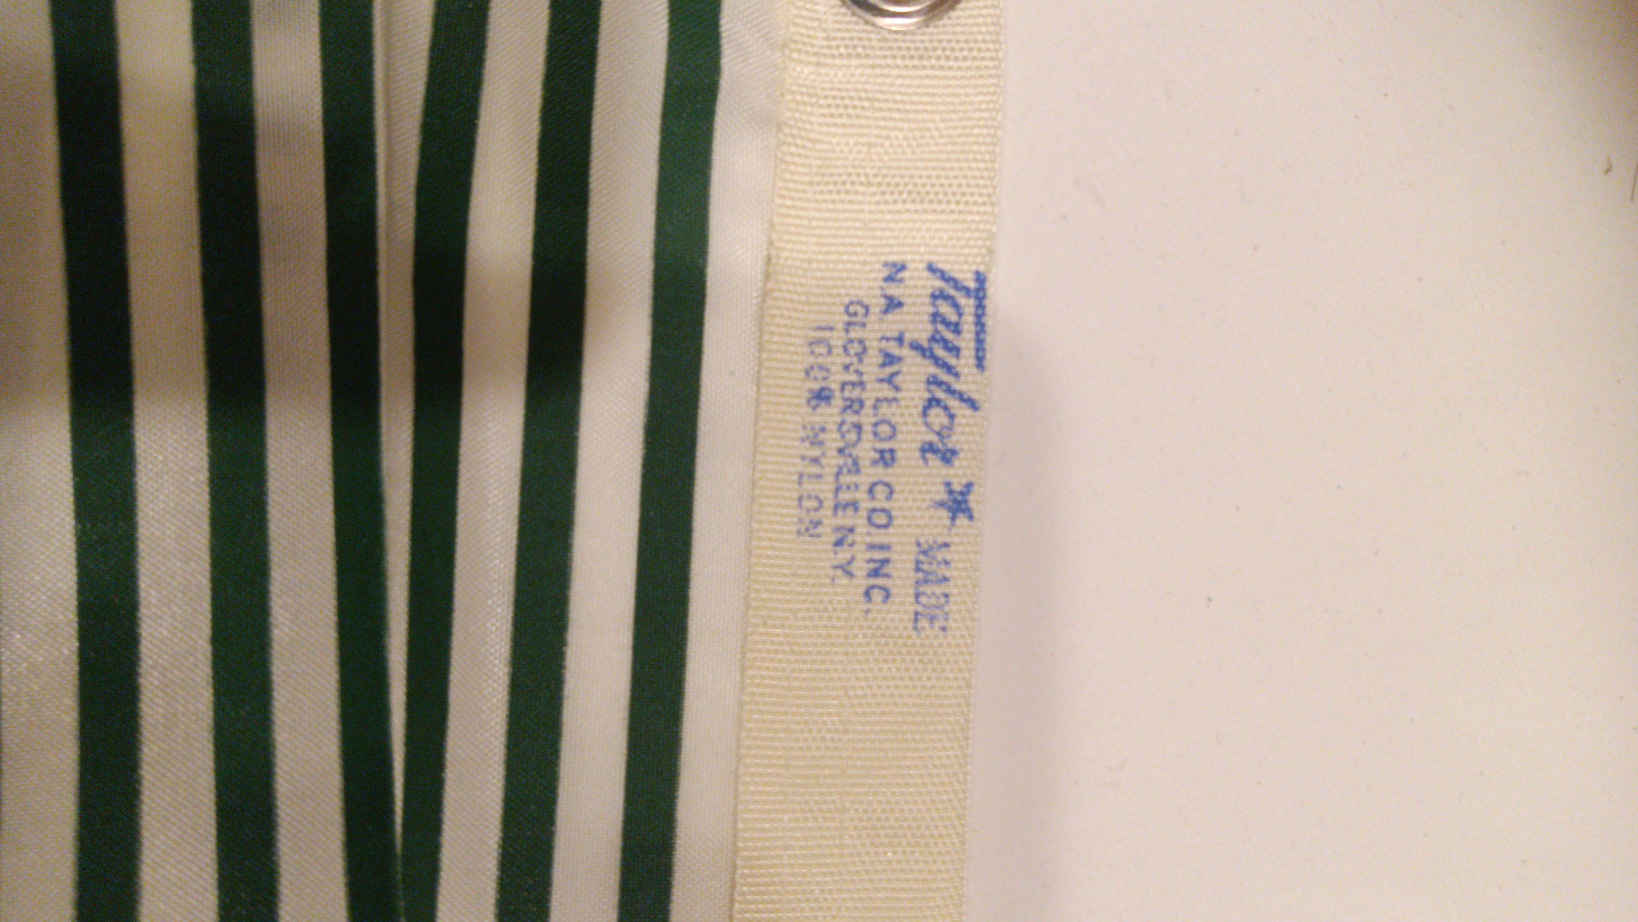 Taylor * MADE
N A TAYLOR CO. INC.
GLOVERSVILLE N.Y.
100% NYLON